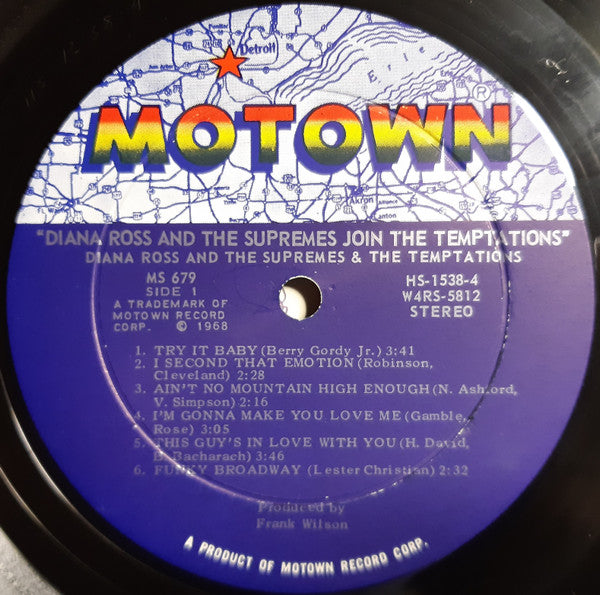 Detroit
Erie
MOTOWN®
Akron
"DIANA ROSS AND THE SUPREMES JOIN THE TEMPTATIONS"
DIANA ROSS AND THE SUPREMES & THE TEMPTATIONS
MS 679
SIDE 1
A TRADEMARK OF
MOTOWN RECORD
CORP. © 1968
HS-1538-4
W4RS-5812
STEREO
1. TRY IT BABY (Berry Gordy Jr.) 3:41
2. I SECOND THAT EMOTION (Robinson,
Cleveland) 2:28
3. AIN'T NO MOUNTAIN HIGH ENOUGH (N. Ashford,
V. Simpson) 2:16
4. I'M GONNA MAKE YOU LOVE ME (Gamble,
Rose) 3:05
5. THIS GUY'S IN LOVE WITH YOU (H. David,
B. Bacharach) 3:46
6. FUNKY BROADWAY (Lester Christian) 2:32
Produced by
Frank Wilson
A PRODUCT OF MOTOWN RECORD CORP.